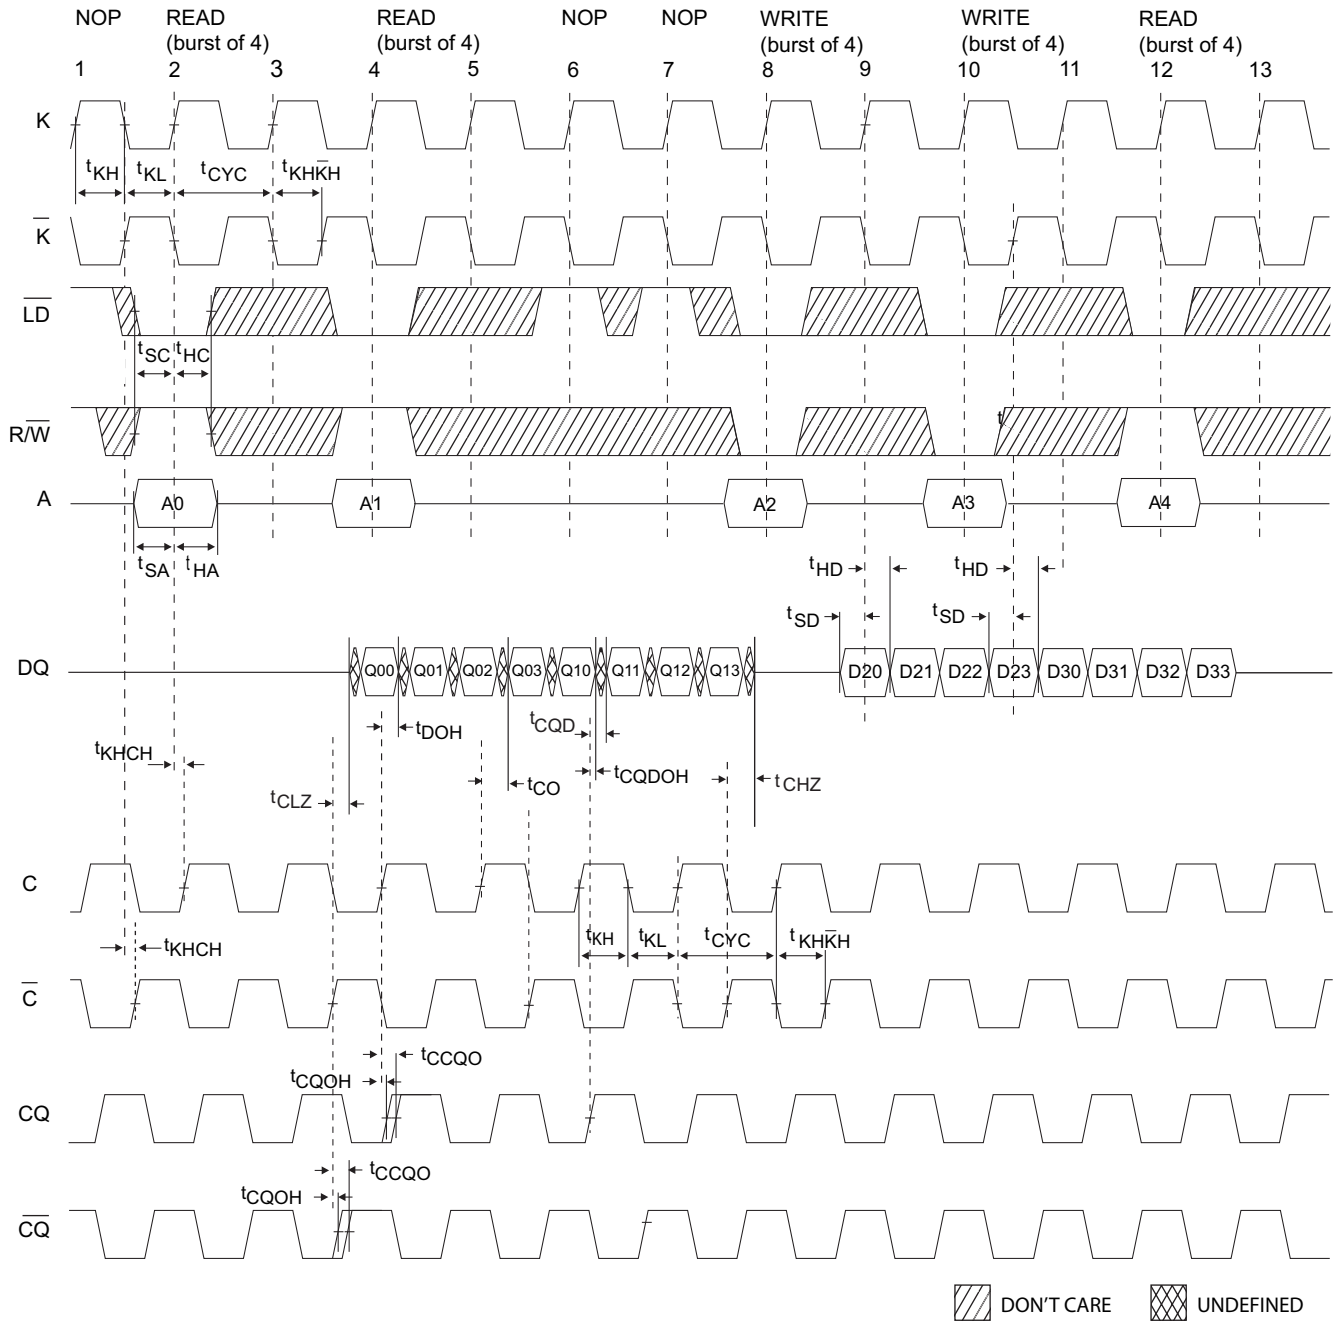 NOP READ READ NOP NOP WRITE WRITE READ
(burst of 4) (burst of 4) (burst of 4) (burst of 4) (burst of 4)
1 2 3 4 5 6 7 8 9 10 11 12 13
K
tKH tKL tCYC tKHK̅H
K̅
L̅D̅
tSC tHC
t
R/W̅
A A0 A1 A2 A3 A4
tSA tHA
tHD tHD
tSD tSD
DQ Q00 Q01 Q02 Q03 Q10 Q11 Q12 Q13 D20 D21 D22 D23 D30 D31 D32 D33
tDOH tCQD
tKHCH
tCO tCQDOH tCHZ
tCLZ
C
tKHCH tKH tKL tCYC tKHK̅H
C̅
tCCQO
tCQOH
CQ
tCCQO
tCQOH
C̅Q̅
DON'T CARE UNDEFINED